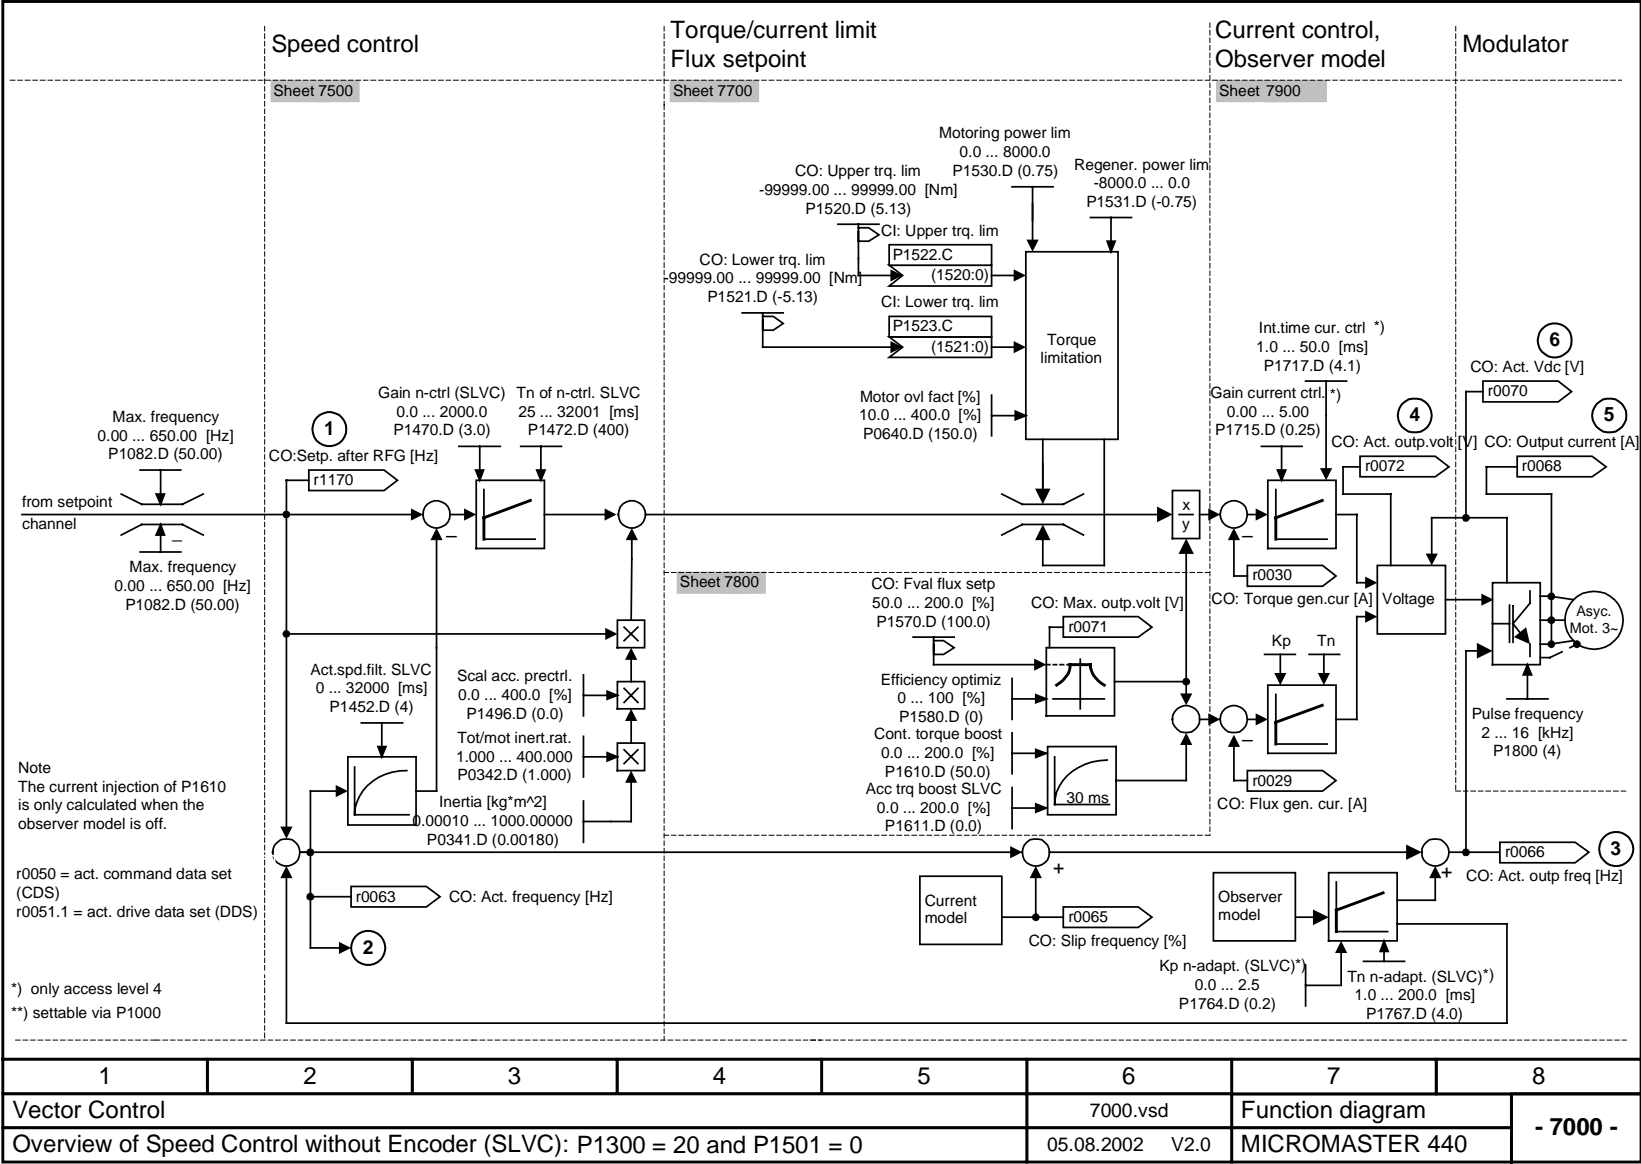 Speed control
Torque/current limit
Flux setpoint
Current control,
Observer model
Modulator
Sheet 7500
Sheet 7700
Sheet 7900
Motoring power lim
0.0 ... 8000.0
P1530.D (0.75)
Regener. power lim
-8000.0 ... 0.0
P1531.D (-0.75)
CO: Upper trq. lim
-99999.00 ... 99999.00 [Nm]
P1520.D (5.13)
CI: Upper trq. lim
P1522.C
(1520:0)
CO: Lower trq. lim
-99999.00 ... 99999.00 [Nm]
P1521.D (-5.13)
CI: Lower trq. lim
P1523.C
(1521:0)
Torque
limitation
Motor ovl fact [%]
10.0 ... 400.0 [%]
P0640.D (150.0)
Int.time cur. ctrl *)
1.0 ... 50.0 [ms]
P1717.D (4.1)
Gain current ctrl. *)
0.00 ... 5.00
P1715.D (0.25)
6
CO: Act. Vdc [V]
r0070
4
CO: Act. outp.volt [V]
r0072
5
CO: Output current [A]
r0068
Max. frequency
0.00 ... 650.00 [Hz]
P1082.D (50.00)
1
CO:Setp. after RFG [Hz]
r1170
Gain n-ctrl (SLVC)
0.0 ... 2000.0
P1470.D (3.0)
Tn of n-ctrl. SLVC
25 ... 32001 [ms]
P1472.D (400)
from setpoint
channel
–
–
x
y
–
Max. frequency
0.00 ... 650.00 [Hz]
P1082.D (50.00)
Sheet 7800
r0030
CO: Torque gen.cur [A]
Voltage
Asyc.
Mot. 3~
CO: Fval flux setp
50.0 ... 200.0 [%]
P1570.D (100.0)
CO: Max. outp.volt [V]
r0071
Kp
Tn
Act.spd.filt. SLVC
0 ... 32000 [ms]
P1452.D (4)
Scal acc. prectrl.
0.0 ... 400.0 [%]
P1496.D (0.0)
Efficiency optimiz
0 ... 100 [%]
P1580.D (0)
Pulse frequency
2 ... 16 [kHz]
P1800 (4)
Tot/mot inert.rat.
1.000 ... 400.000
P0342.D (1.000)
Cont. torque boost
0.0 ... 200.0 [%]
P1610.D (50.0)
–
Acc trq boost SLVC
0.0 ... 200.0 [%]
P1611.D (0.0)
30 ms
r0029
CO: Flux gen. cur. [A]
Inertia [kg*m^2]
0.00010 ... 1000.00000
P0341.D (0.00180)
Note
The current injection of P1610
is only calculated when the
observer model is off.
r0050 = act. command data set
(CDS)
r0051.1 = act. drive data set (DDS)
r0063
CO: Act. frequency [Hz]
2
+
Current
model
r0065
CO: Slip frequency [%]
Observer
model
+
r0066
3
CO: Act. outp freq [Hz]
Kp n-adapt. (SLVC)*)
0.0 ... 2.5
P1764.D (0.2)
Tn n-adapt. (SLVC)*)
1.0 ... 200.0 [ms]
P1767.D (4.0)
*) only access level 4
**) settable via P1000
1 2 3 4 5 6 7 8
Vector Control
7000.vsd
Function diagram
Overview of Speed Control without Encoder (SLVC): P1300 = 20 and P1501 = 0
05.08.2002 V2.0
MICROMASTER 440
- 7000 -